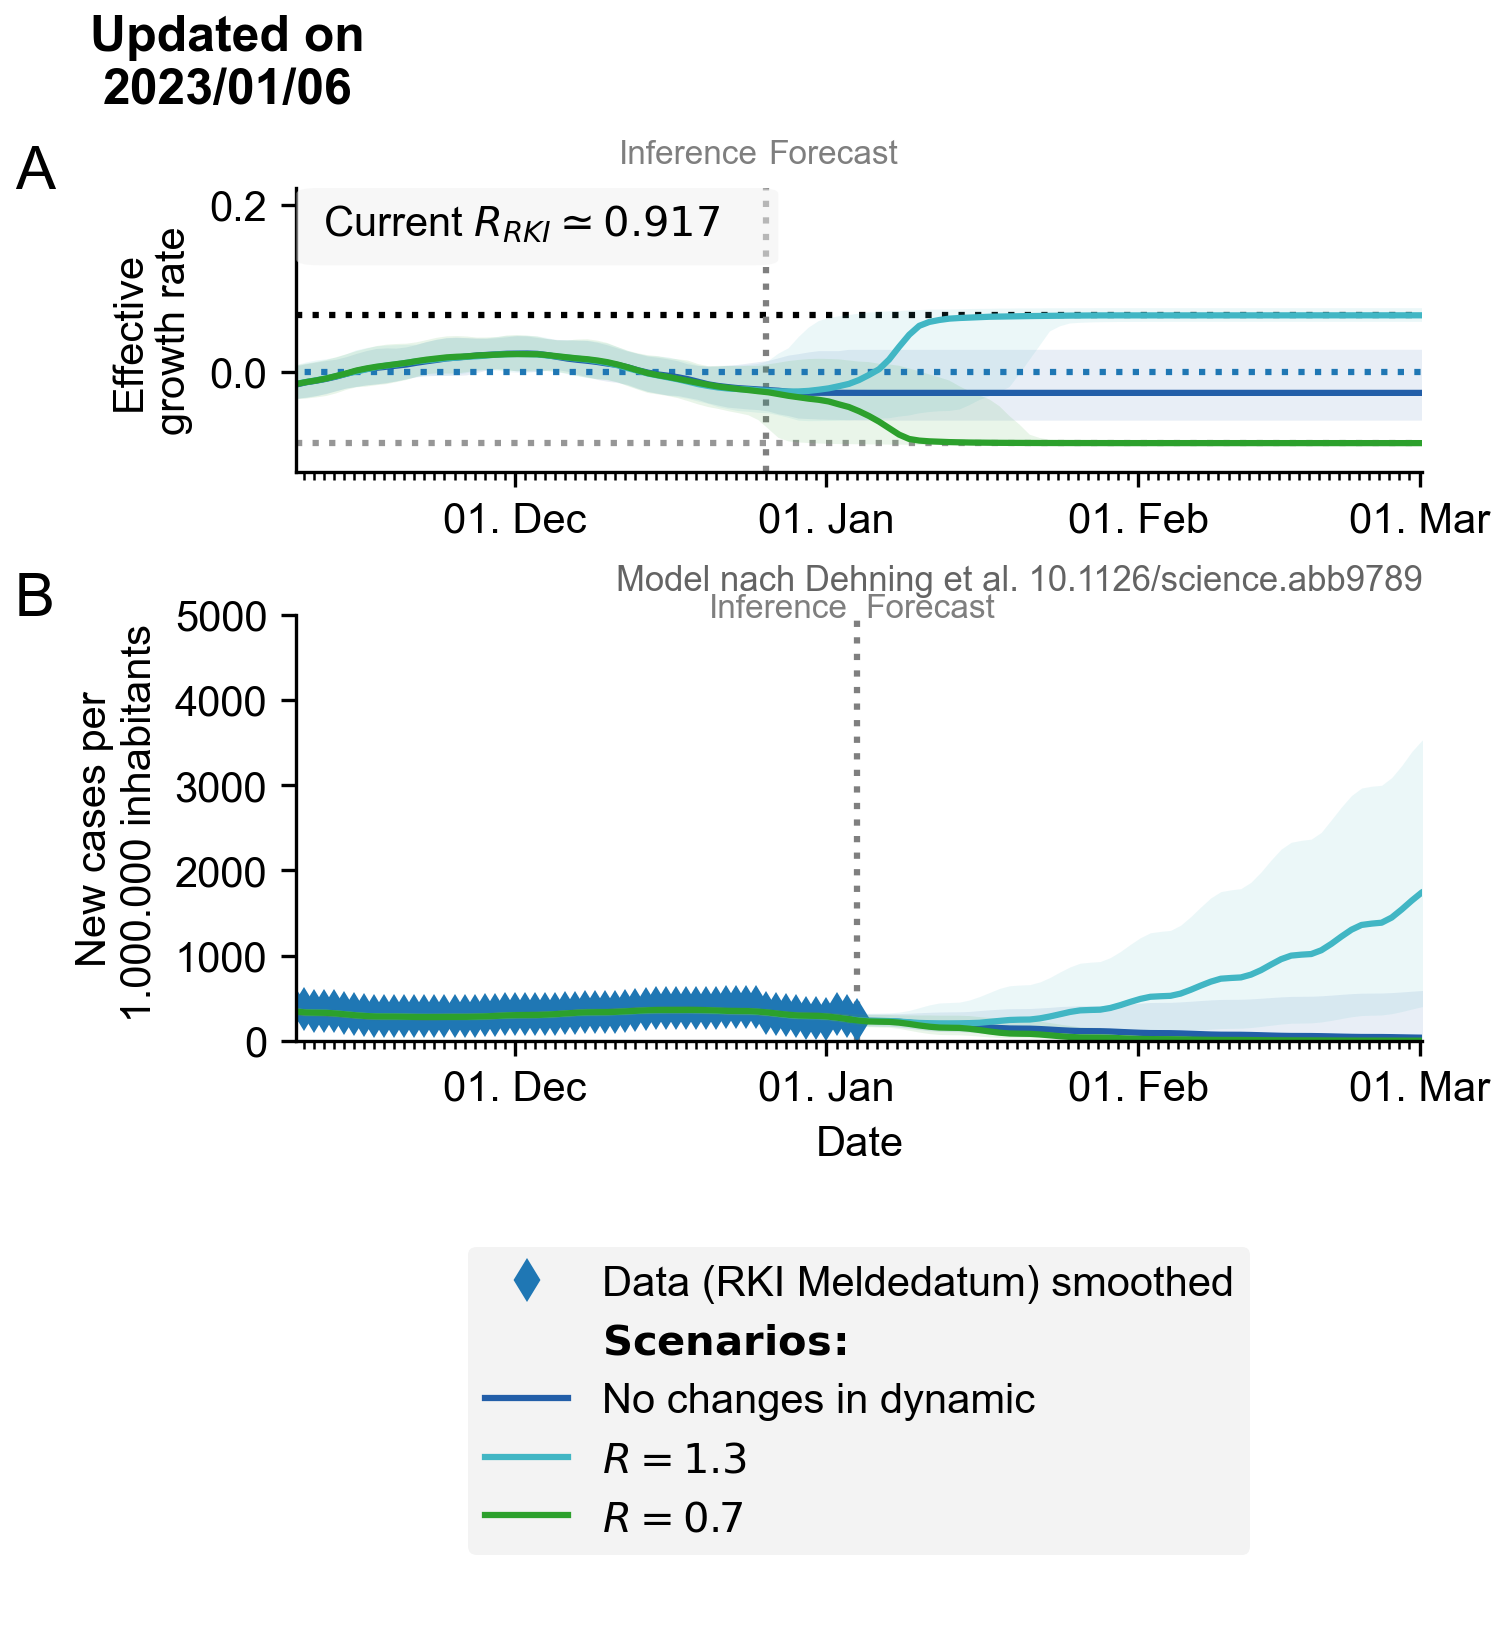 Updated on
2023/01/06
A
Inference Forecast
Current R_RKI ≃ 0.917
0.2
0.0
Effective
growth rate
01. Dec 01. Jan 01. Feb 01. Mar
Model nach Dehning et al. 10.1126/science.abb9789
B
Inference Forecast
5000
4000
3000
2000
1000
0
New cases per
1.000.000 inhabitants
01. Dec 01. Jan 01. Feb 01. Mar
Date
Data (RKI Meldedatum) smoothed
Scenarios:
No changes in dynamic
R = 1.3
R = 0.7